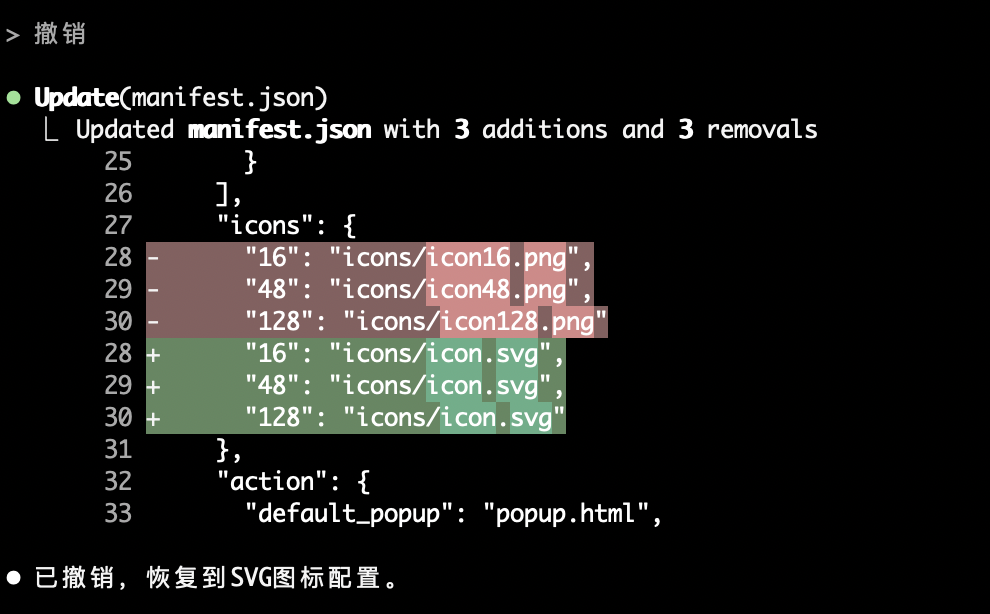 > 撤销
● Update(manifest.json)
⎿ Updated manifest.json with 3 additions and 3 removals
25         }
26       ],
27       "icons": {
28 -       "16": "icons/icon16.png",
29 -       "48": "icons/icon48.png",
30 -       "128": "icons/icon128.png"
28 +       "16": "icons/icon.svg",
29 +       "48": "icons/icon.svg",
30 +       "128": "icons/icon.svg"
31       },
32       "action": {
33         "default_popup": "popup.html",
● 已撤销，恢复到SVG图标配置。